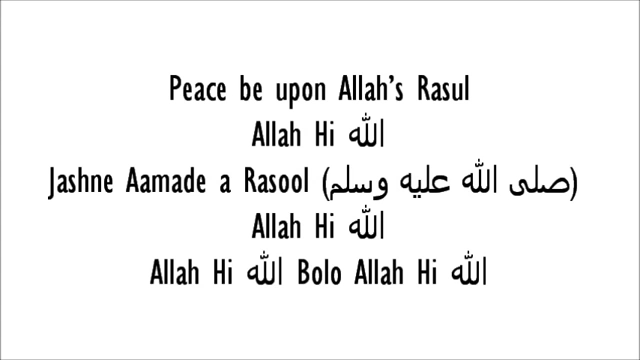 Peace be upon Allah's Rasul
Allah Hi الله
Jashne Aamade a Rasool (صلى الله عليه وسلم)
Allah Hi الله
Allah Hi الله Bolo Allah Hi الله